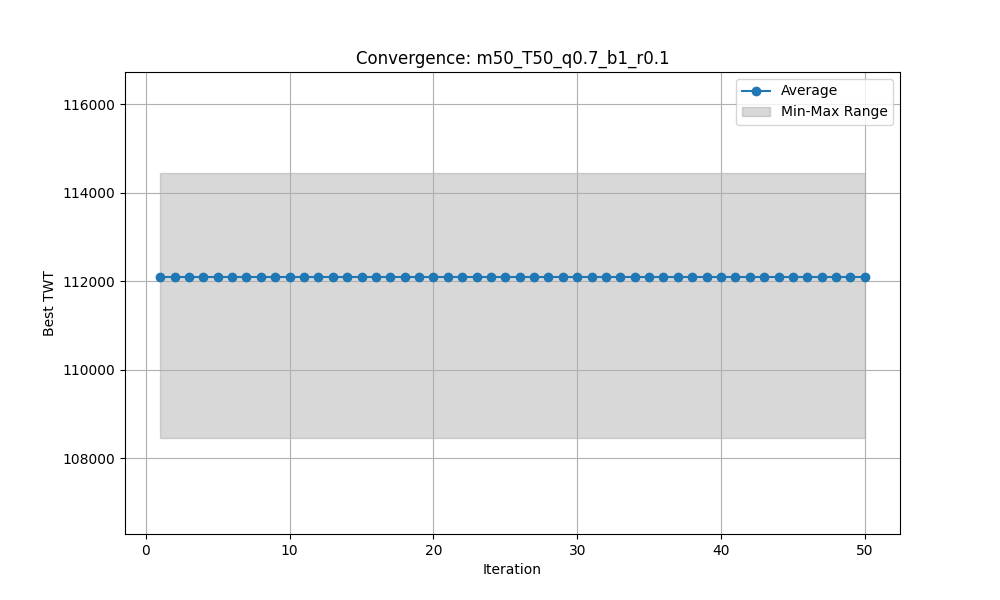 Convergence: m50_T50_q0.7_b1_r0.1
Average
Min-Max Range
116000
114000
112000
110000
108000
Best TWT
0 10 20 30 40 50
Iteration